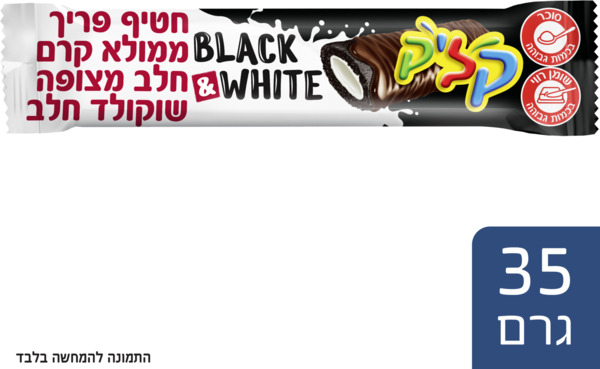 חטיף פריך
ממולא קרם
חלב מצופה
שוקולד חלב
BLACK
& WHITE
קליק
סוכר
בכמות גבוהה
שומן רווי
בכמות גבוהה
35
גרם
התמונה להמחשה בלבד